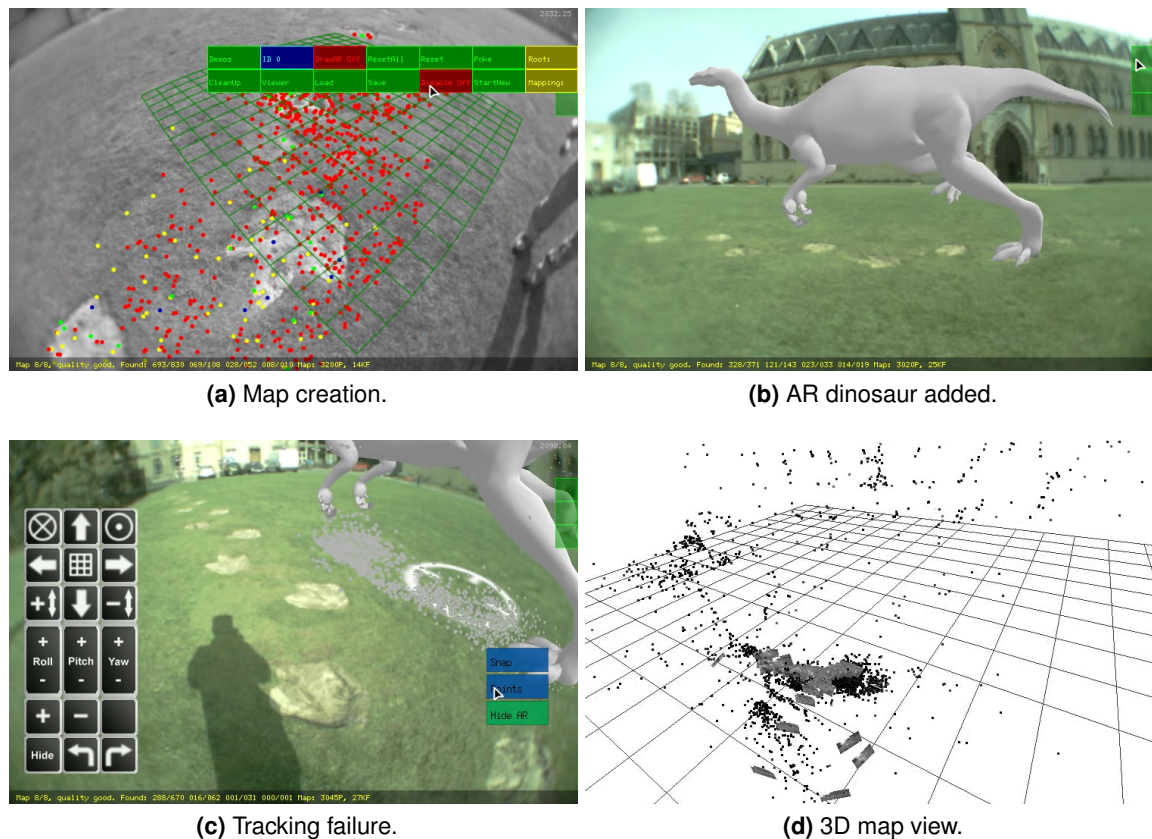 2032.25
Demos ID 0 DrawAR Off ResetAll Reset Poke Root:
CleanUp Viewer Load Save Disable Off StartNew Mapping:
Map 8/8, quality good. Found: 693/830 069/108 028/052 008/010 Map: 3200P, 14KF
(a) Map creation.
Map 8/8, quality good. Found: 328/371 121/143 023/033 014/019 Map: 3020P, 25KF
(b) AR dinosaur added.
2898.84
+ + +
Roll Pitch Yaw
- - -
+ -
Hide
Snap
Points
Hide AR
Map 8/8, quality good. Found: 288/670 016/062 001/031 000/001 Map: 3045P, 27KF
(c) Tracking failure.
(d) 3D map view.